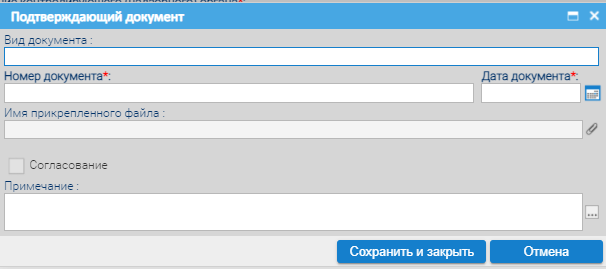 Подтверждающий документ
Вид документа :
Номер документа*: Дата документа*:
Имя прикрепленного файла :
Согласование
Примечание :
...
Сохранить и закрыть Отмена